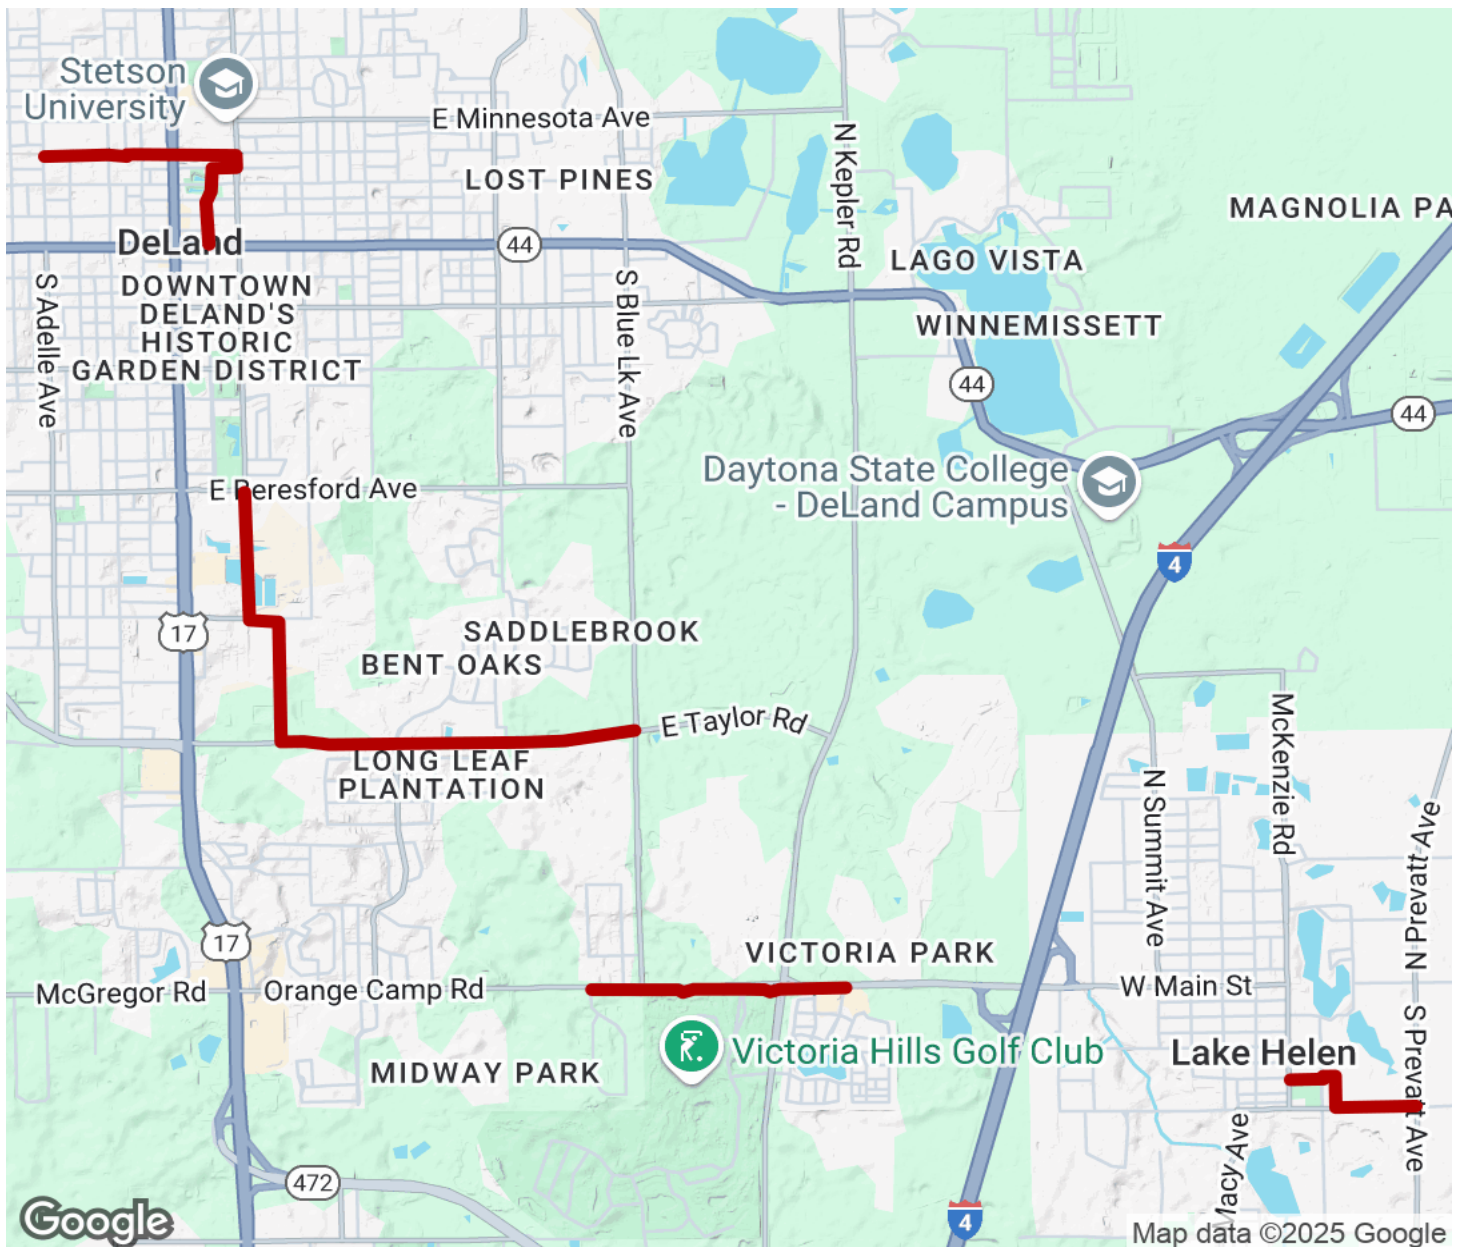 Stetson
University
E Minnesota Ave
N Kepler Rd
LOST PINES
MAGNOLIA PA
DeLand
44
LAGO VISTA
S Adelle Ave
DOWNTOWN
DELAND'S
HISTORIC
GARDEN DISTRICT
S Blue Lk Ave
WINNEMISSETT
44
44
Daytona State College
- DeLand Campus
E Beresford Ave
4
17
SADDLEBROOK
BENT OAKS
E Taylor Rd
McKenzie Rd
LONG LEAF
PLANTATION
N Summit Ave
N Prevatt Ave
17
VICTORIA PARK
McGregor Rd
Orange Camp Rd
W Main St
S Prevatt Ave
Victoria Hills Golf Club
Lake Helen
MIDWAY PARK
Macy Ave
472
4
Google
Map data ©2025 Google